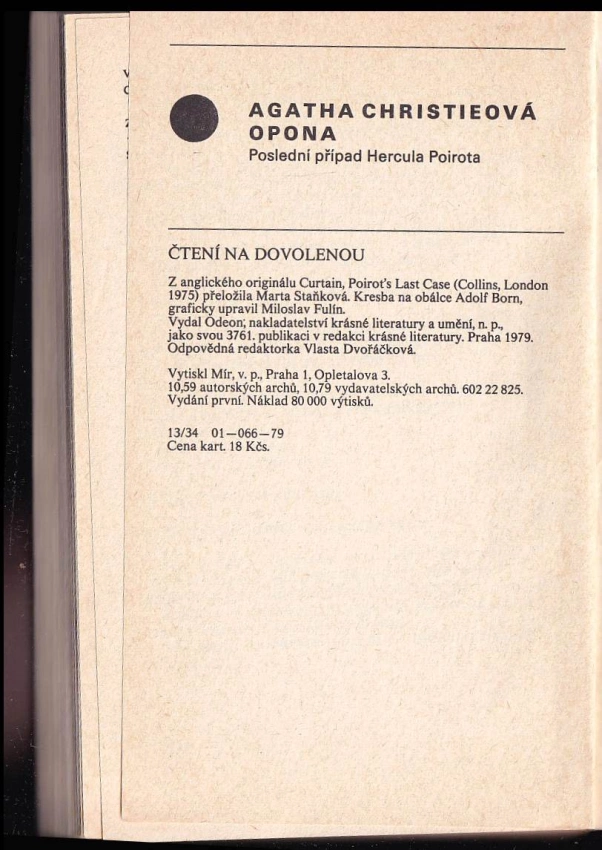 AGATHA CHRISTIEOVÁ
OPONA
Poslední případ Hercula Poirota
ČTENÍ NA DOVOLENOU
Z anglického originálu Curtain, Poirot's Last Case (Collins, London
1975) přeložila Marta Staňková. Kresba na obálce Adolf Born,
graficky upravil Miloslav Fulín.
Vydal Odeon, nakladatelství krásné literatury a umění, n. p.,
jako svou 3761. publikaci v redakci krásné literatury. Praha 1979.
Odpovědná redaktorka Vlasta Dvořáčková.
Vytiskl Mír, v. p., Praha 1, Opletalova 3.
10,59 autorských archů, 10,79 vydavatelských archů. 602 22 825.
Vydání první. Náklad 80 000 výtisků.
13/34 01—066—79
Cena kart. 18 Kčs.